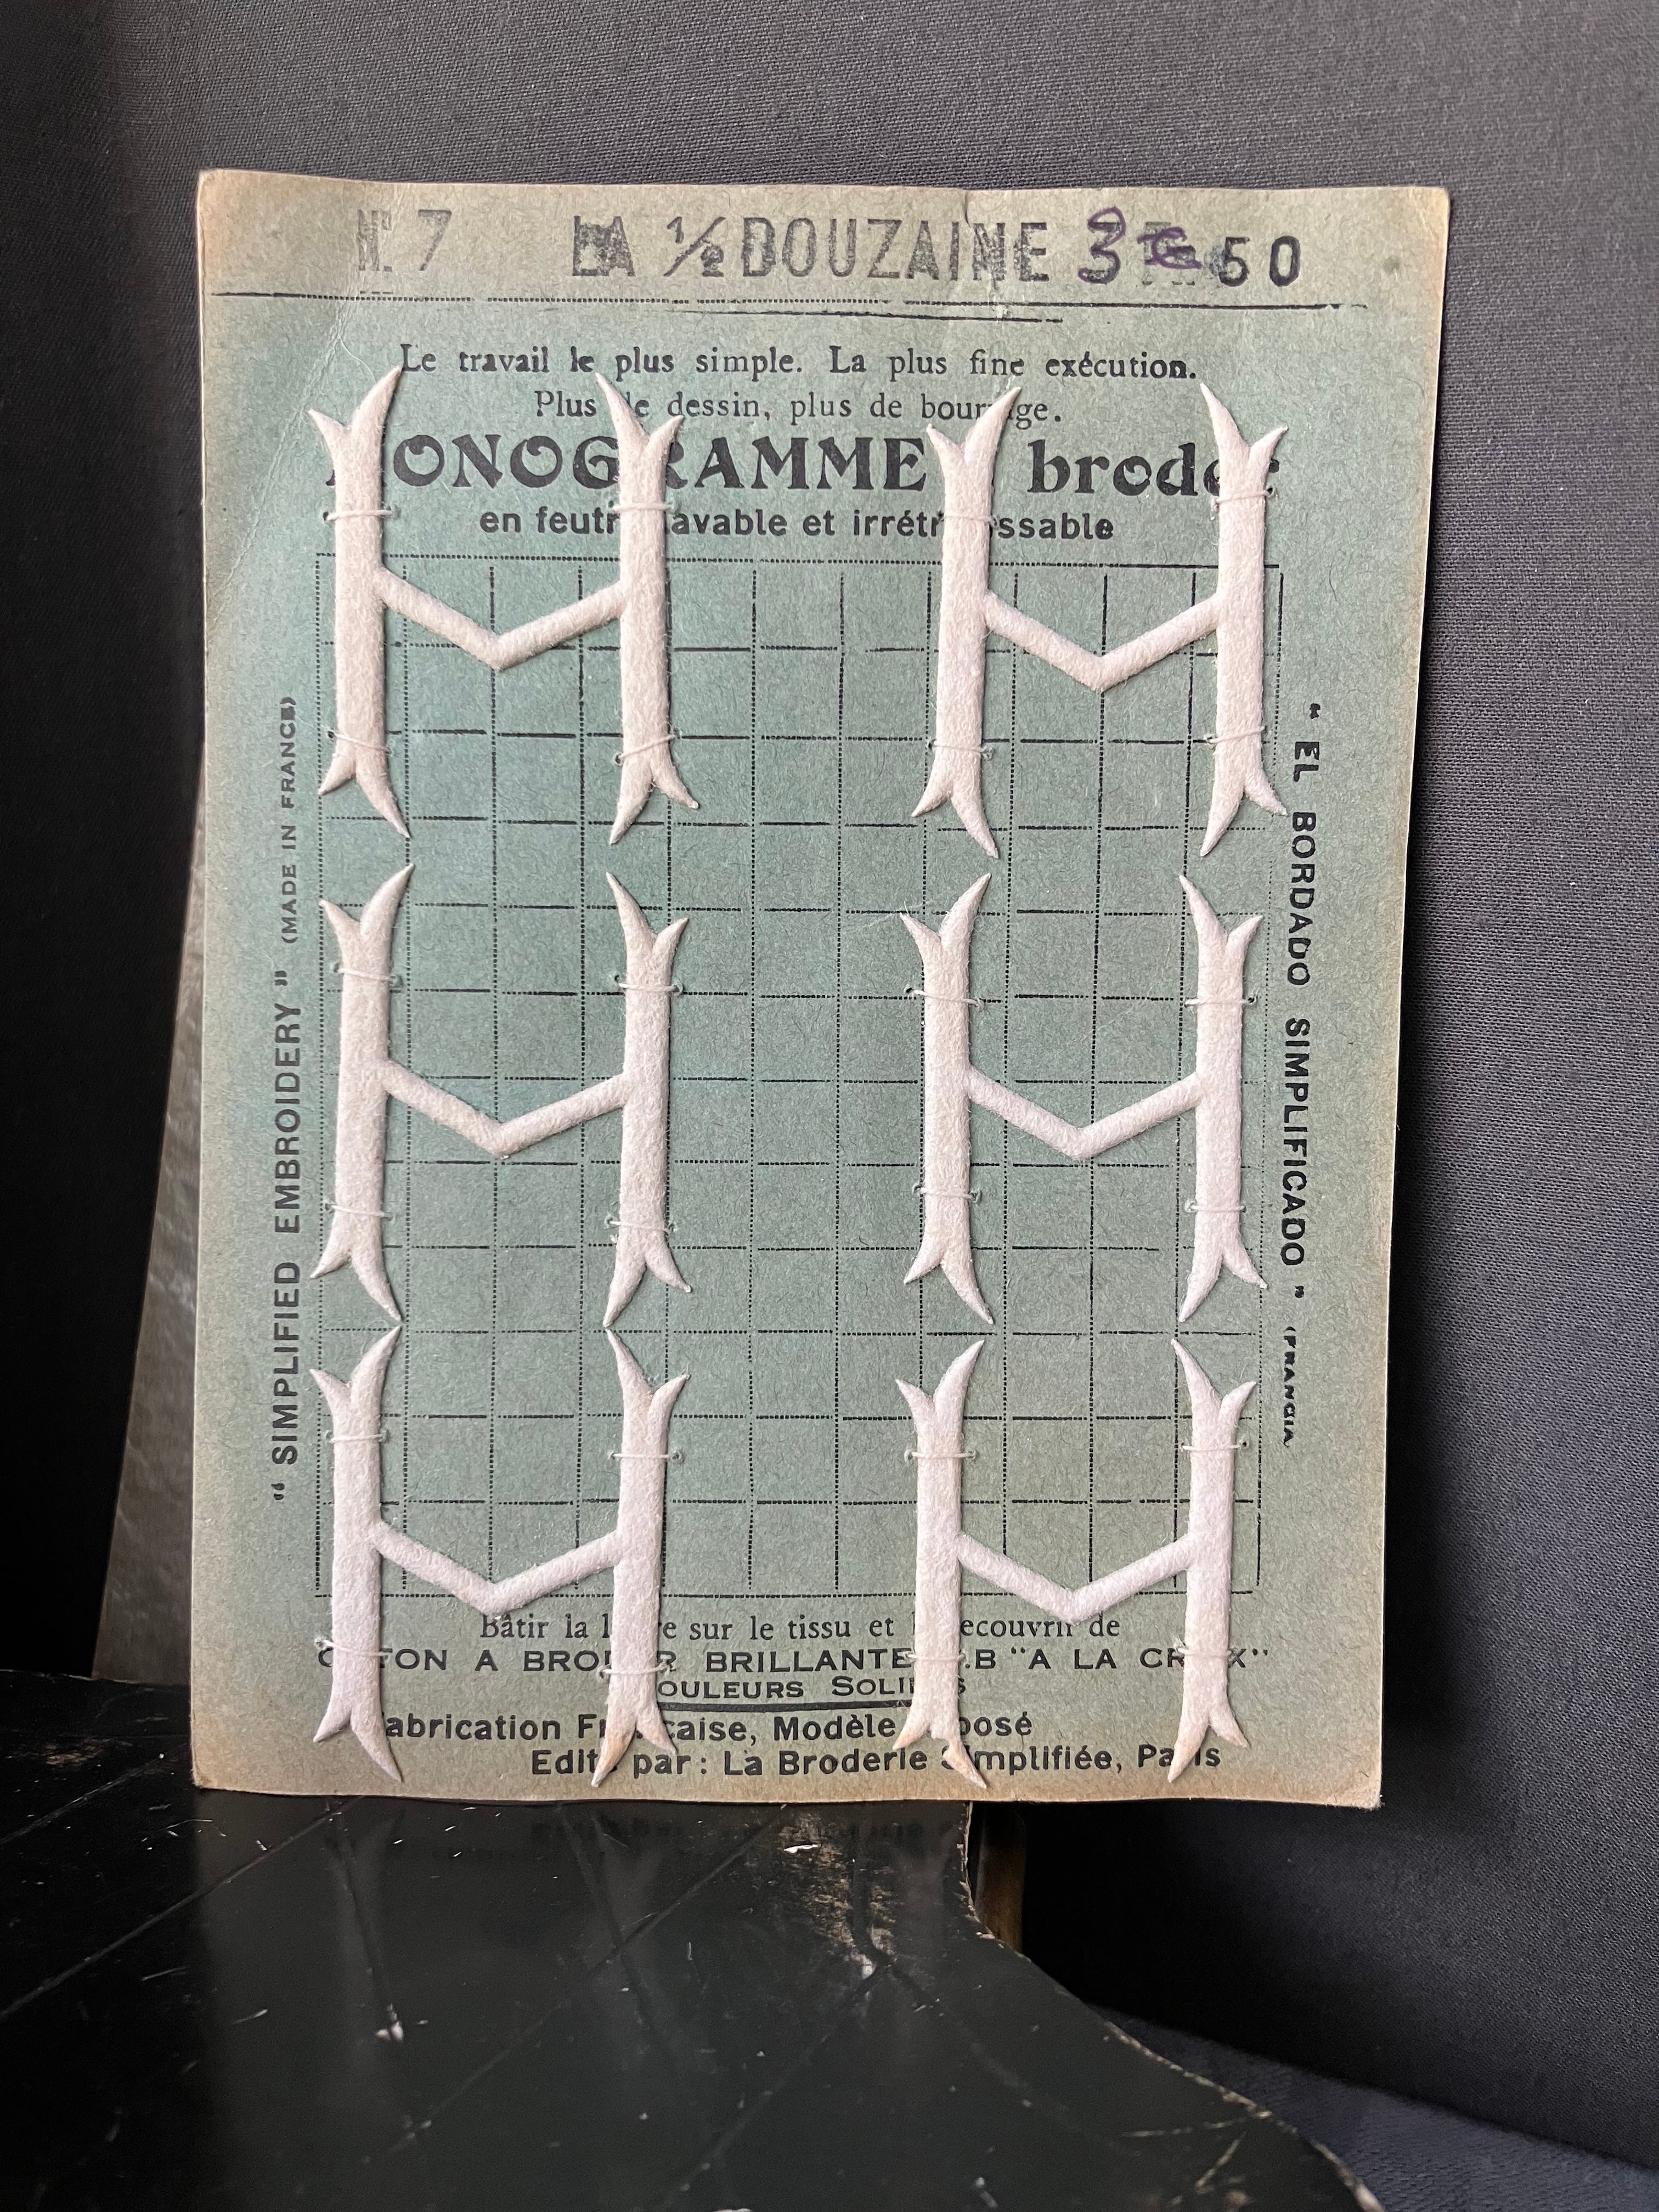 N° 7 LA ½ DOUZAINE 3 50
Le travail le plus simple. La plus fine exécution.
Plus de dessin, plus de bourrage.
MONOGRAMME broder
en feutre lavable et irrétrécissable
"SIMPLIFIED EMBROIDERY" (MADE IN FRANCE)
"EL BORDADO SIMPLIFICADO" (FRANCIA
Bâtir la lettre sur le tissu et la recouvrir de
COTON A BRODER BRILLANTE .B "A LA CROIX"
COULEURS SOLIDES
Fabrication Française, Modèle Déposé
Edité par : La Broderie Simplifiée, Paris